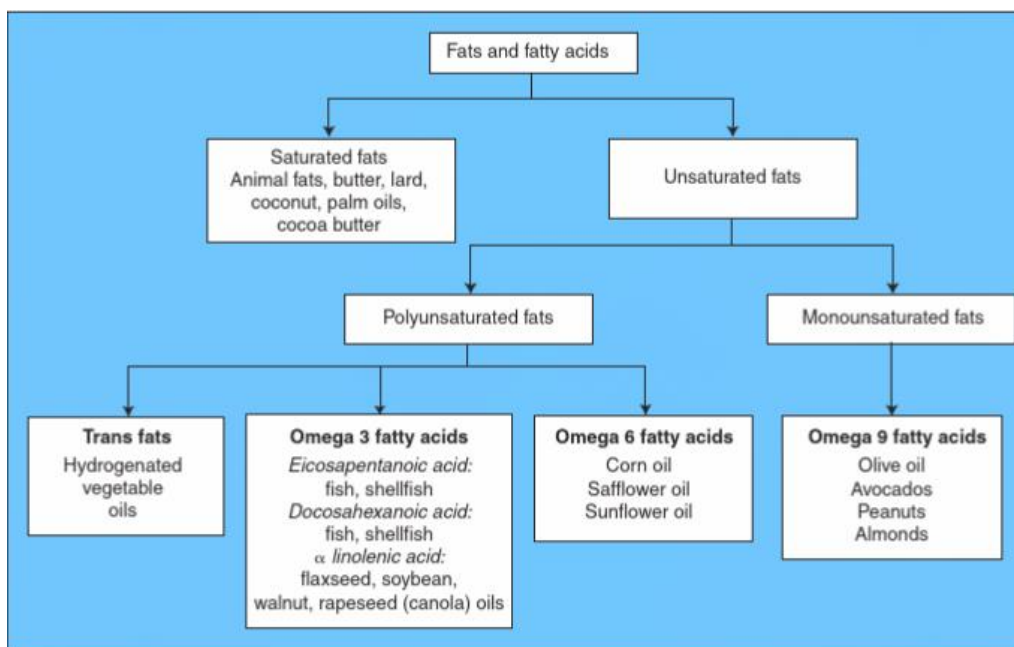 Fats and fatty acids
Saturated fats
Animal fats, butter, lard,
coconut, palm oils,
cocoa butter
Unsaturated fats
Polyunsaturated fats
Monounsaturated fats
Trans fats
Hydrogenated
vegetable
oils
Omega 3 fatty acids
Eicosapentanoic acid:
fish, shellfish
Docosahexanoic acid:
fish, shellfish
α linolenic acid:
flaxseed, soybean,
walnut, rapeseed (canola) oils
Omega 6 fatty acids
Corn oil
Safflower oil
Sunflower oil
Omega 9 fatty acids
Olive oil
Avocados
Peanuts
Almonds